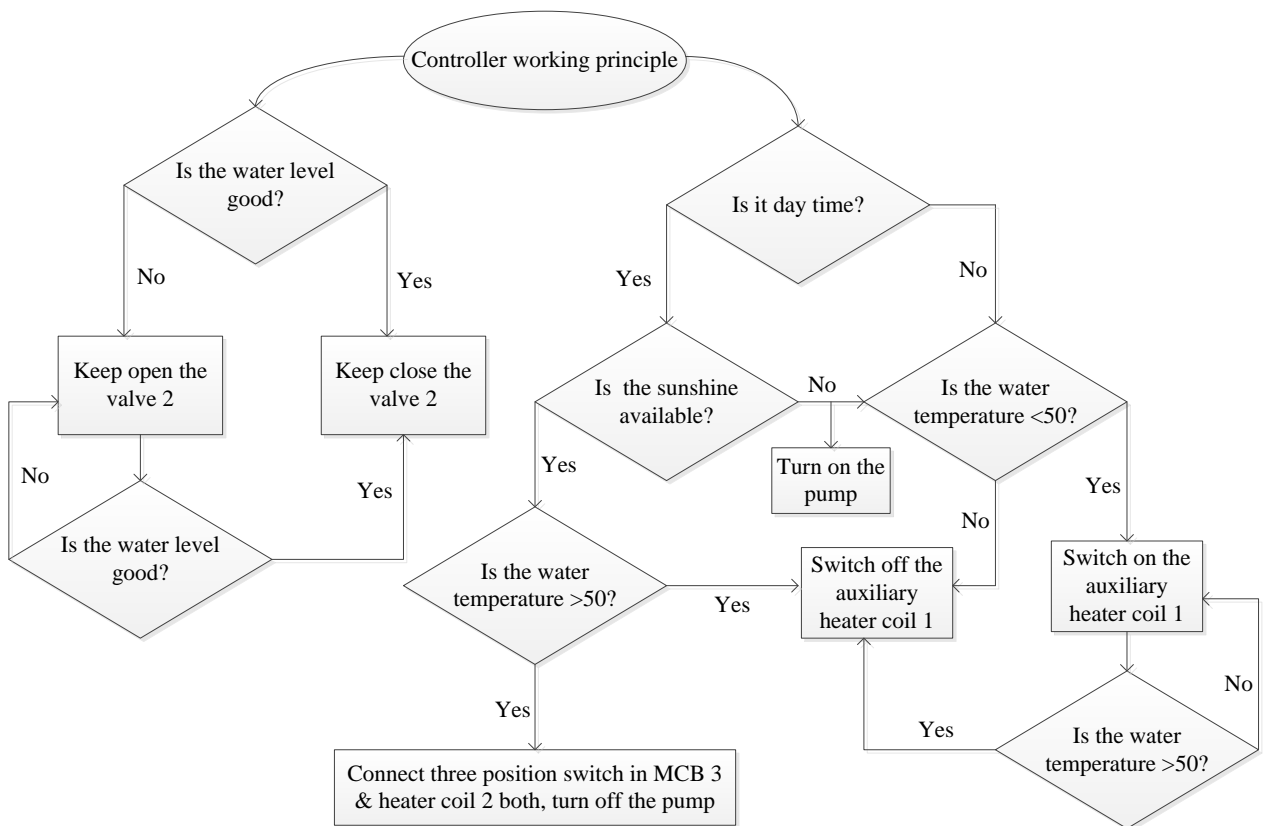 Controller working principle
Is the water level
good?
Is it day time?
No
Yes
Yes
No
Keep open the
valve 2
Keep close the
valve 2
Is the sunshine
available?
No
Is the water
temperature <50?
Turn on the
pump
No
Yes
Yes
Yes
No
Is the water level
good?
Is the water
temperature >50?
Yes
Switch off the
auxiliary
heater coil 1
Switch on the
auxiliary
heater coil 1
Yes
Yes
No
Is the water
temperature >50?
Connect three position switch in MCB 3
& heater coil 2 both, turn off the pump